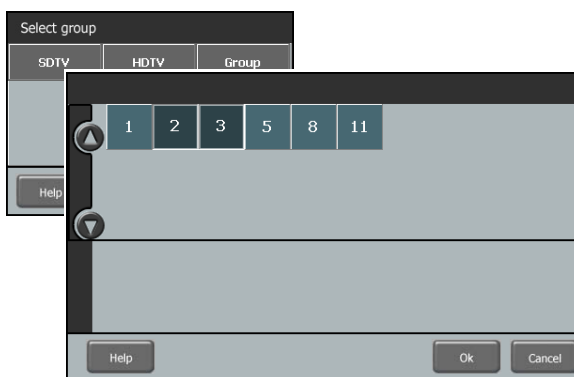 Select group
SDTV HDTV Group
1 2 3 5 8 11
Help
Help Ok Cancel